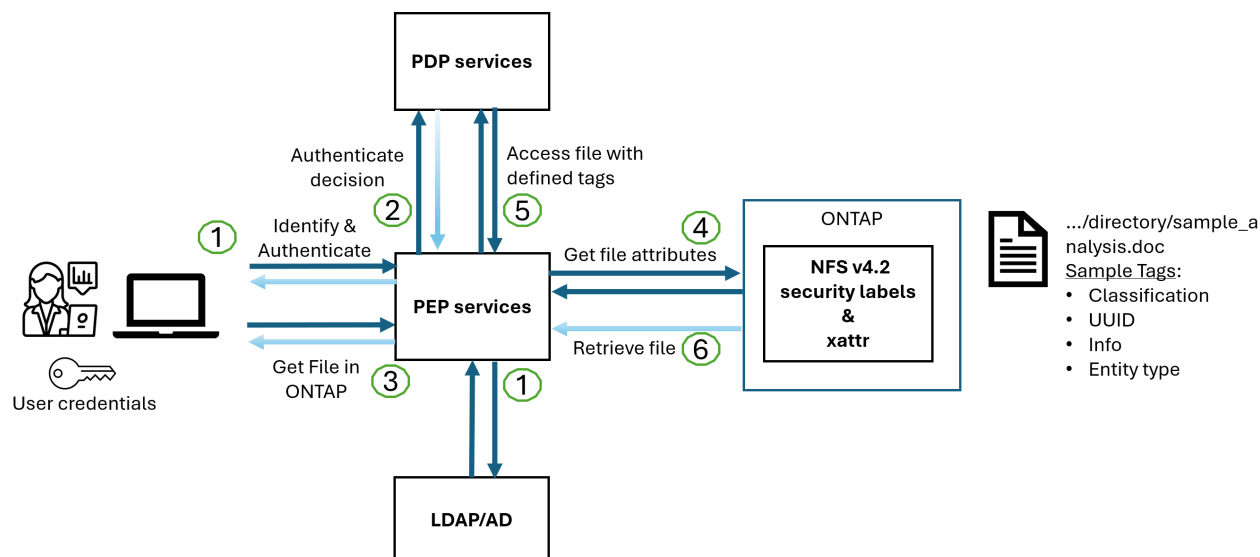 PDP services
Authenticate
decision
2
Access file with
defined tags
5
1
Identify &
Authenticate
PEP services
Get File in
ONTAP
3
User credentials
1
LDAP/AD
4
Get file attributes
Retrieve file
6
ONTAP
NFS v4.2
security labels
&
xattr
.../directory/sample_a
nalysis.doc
Sample Tags:
• Classification
• UUID
• Info
• Entity type